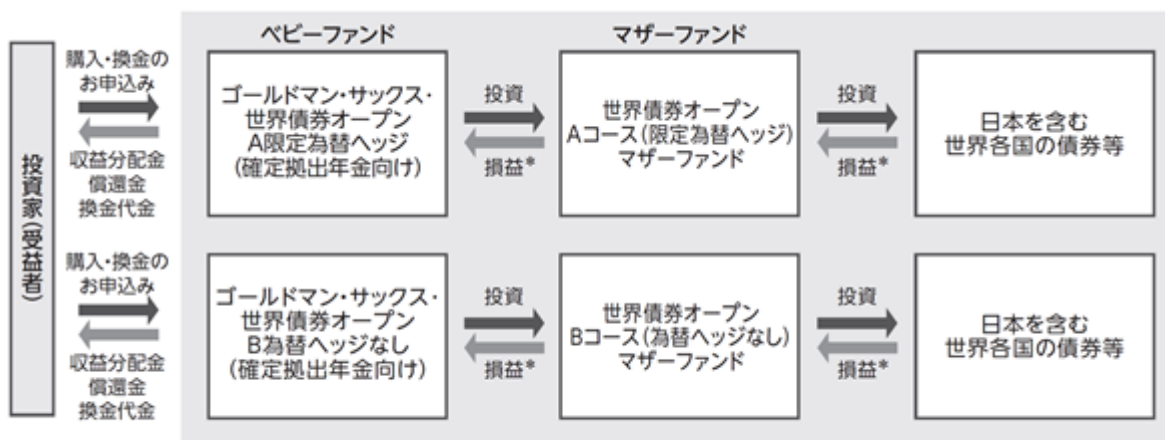 ベビーファンド
マザーファンド
投資家(受益者)
購入・換金の
お申込み
収益分配金
償還金
換金代金
ゴールドマン・サックス・
世界債券オープン
A限定為替ヘッジ
(確定拠出年金向け)
投資
損益*
世界債券オープン
Aコース(限定為替ヘッジ)
マザーファンド
投資
損益*
日本を含む
世界各国の債券等
購入・換金の
お申込み
収益分配金
償還金
換金代金
ゴールドマン・サックス・
世界債券オープン
B為替ヘッジなし
(確定拠出年金向け)
投資
損益*
世界債券オープン
Bコース(為替ヘッジなし)
マザーファンド
投資
損益*
日本を含む
世界各国の債券等